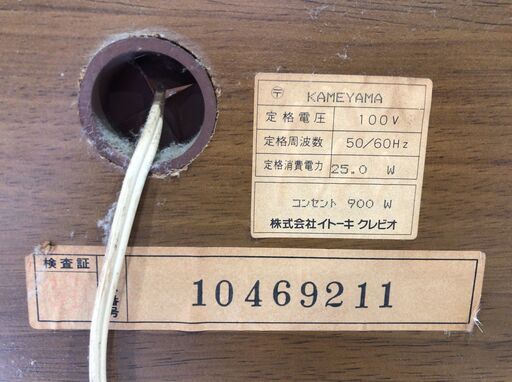 〒 KAMEYAMA
定格電圧 100V
定格周波数 50/60Hz
定格消費電力 25.0 W
コンセント 900 W
株式会社イトーキ クレビオ
検査証
番号
10469211